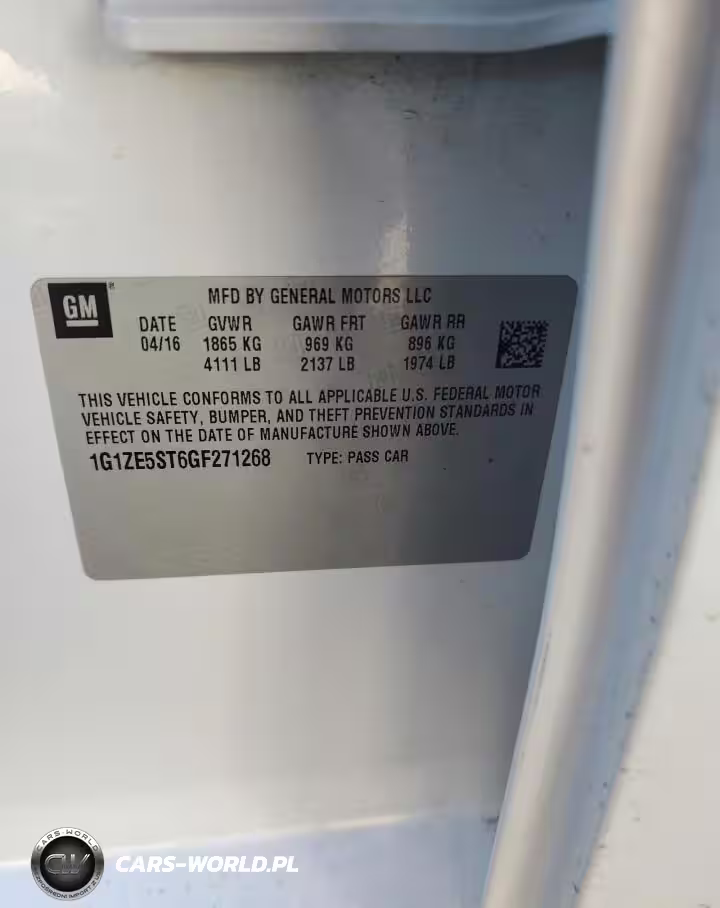 GM
MFD BY GENERAL MOTORS LLC
DATE GVWR GAWR FRT GAWR RR
04/16 1865 KG 969 KG 896 KG
4111 LB 2137 LB 1974 LB
THIS VEHICLE CONFORMS TO ALL APPLICABLE U.S. FEDERAL MOTOR
VEHICLE SAFETY, BUMPER, AND THEFT PREVENTION STANDARDS IN
EFFECT ON THE DATE OF MANUFACTURE SHOWN ABOVE.
1G1ZE5ST6GF271268 TYPE: PASS CAR
CARS-WORLD
CW
CARS-WORLD.PL